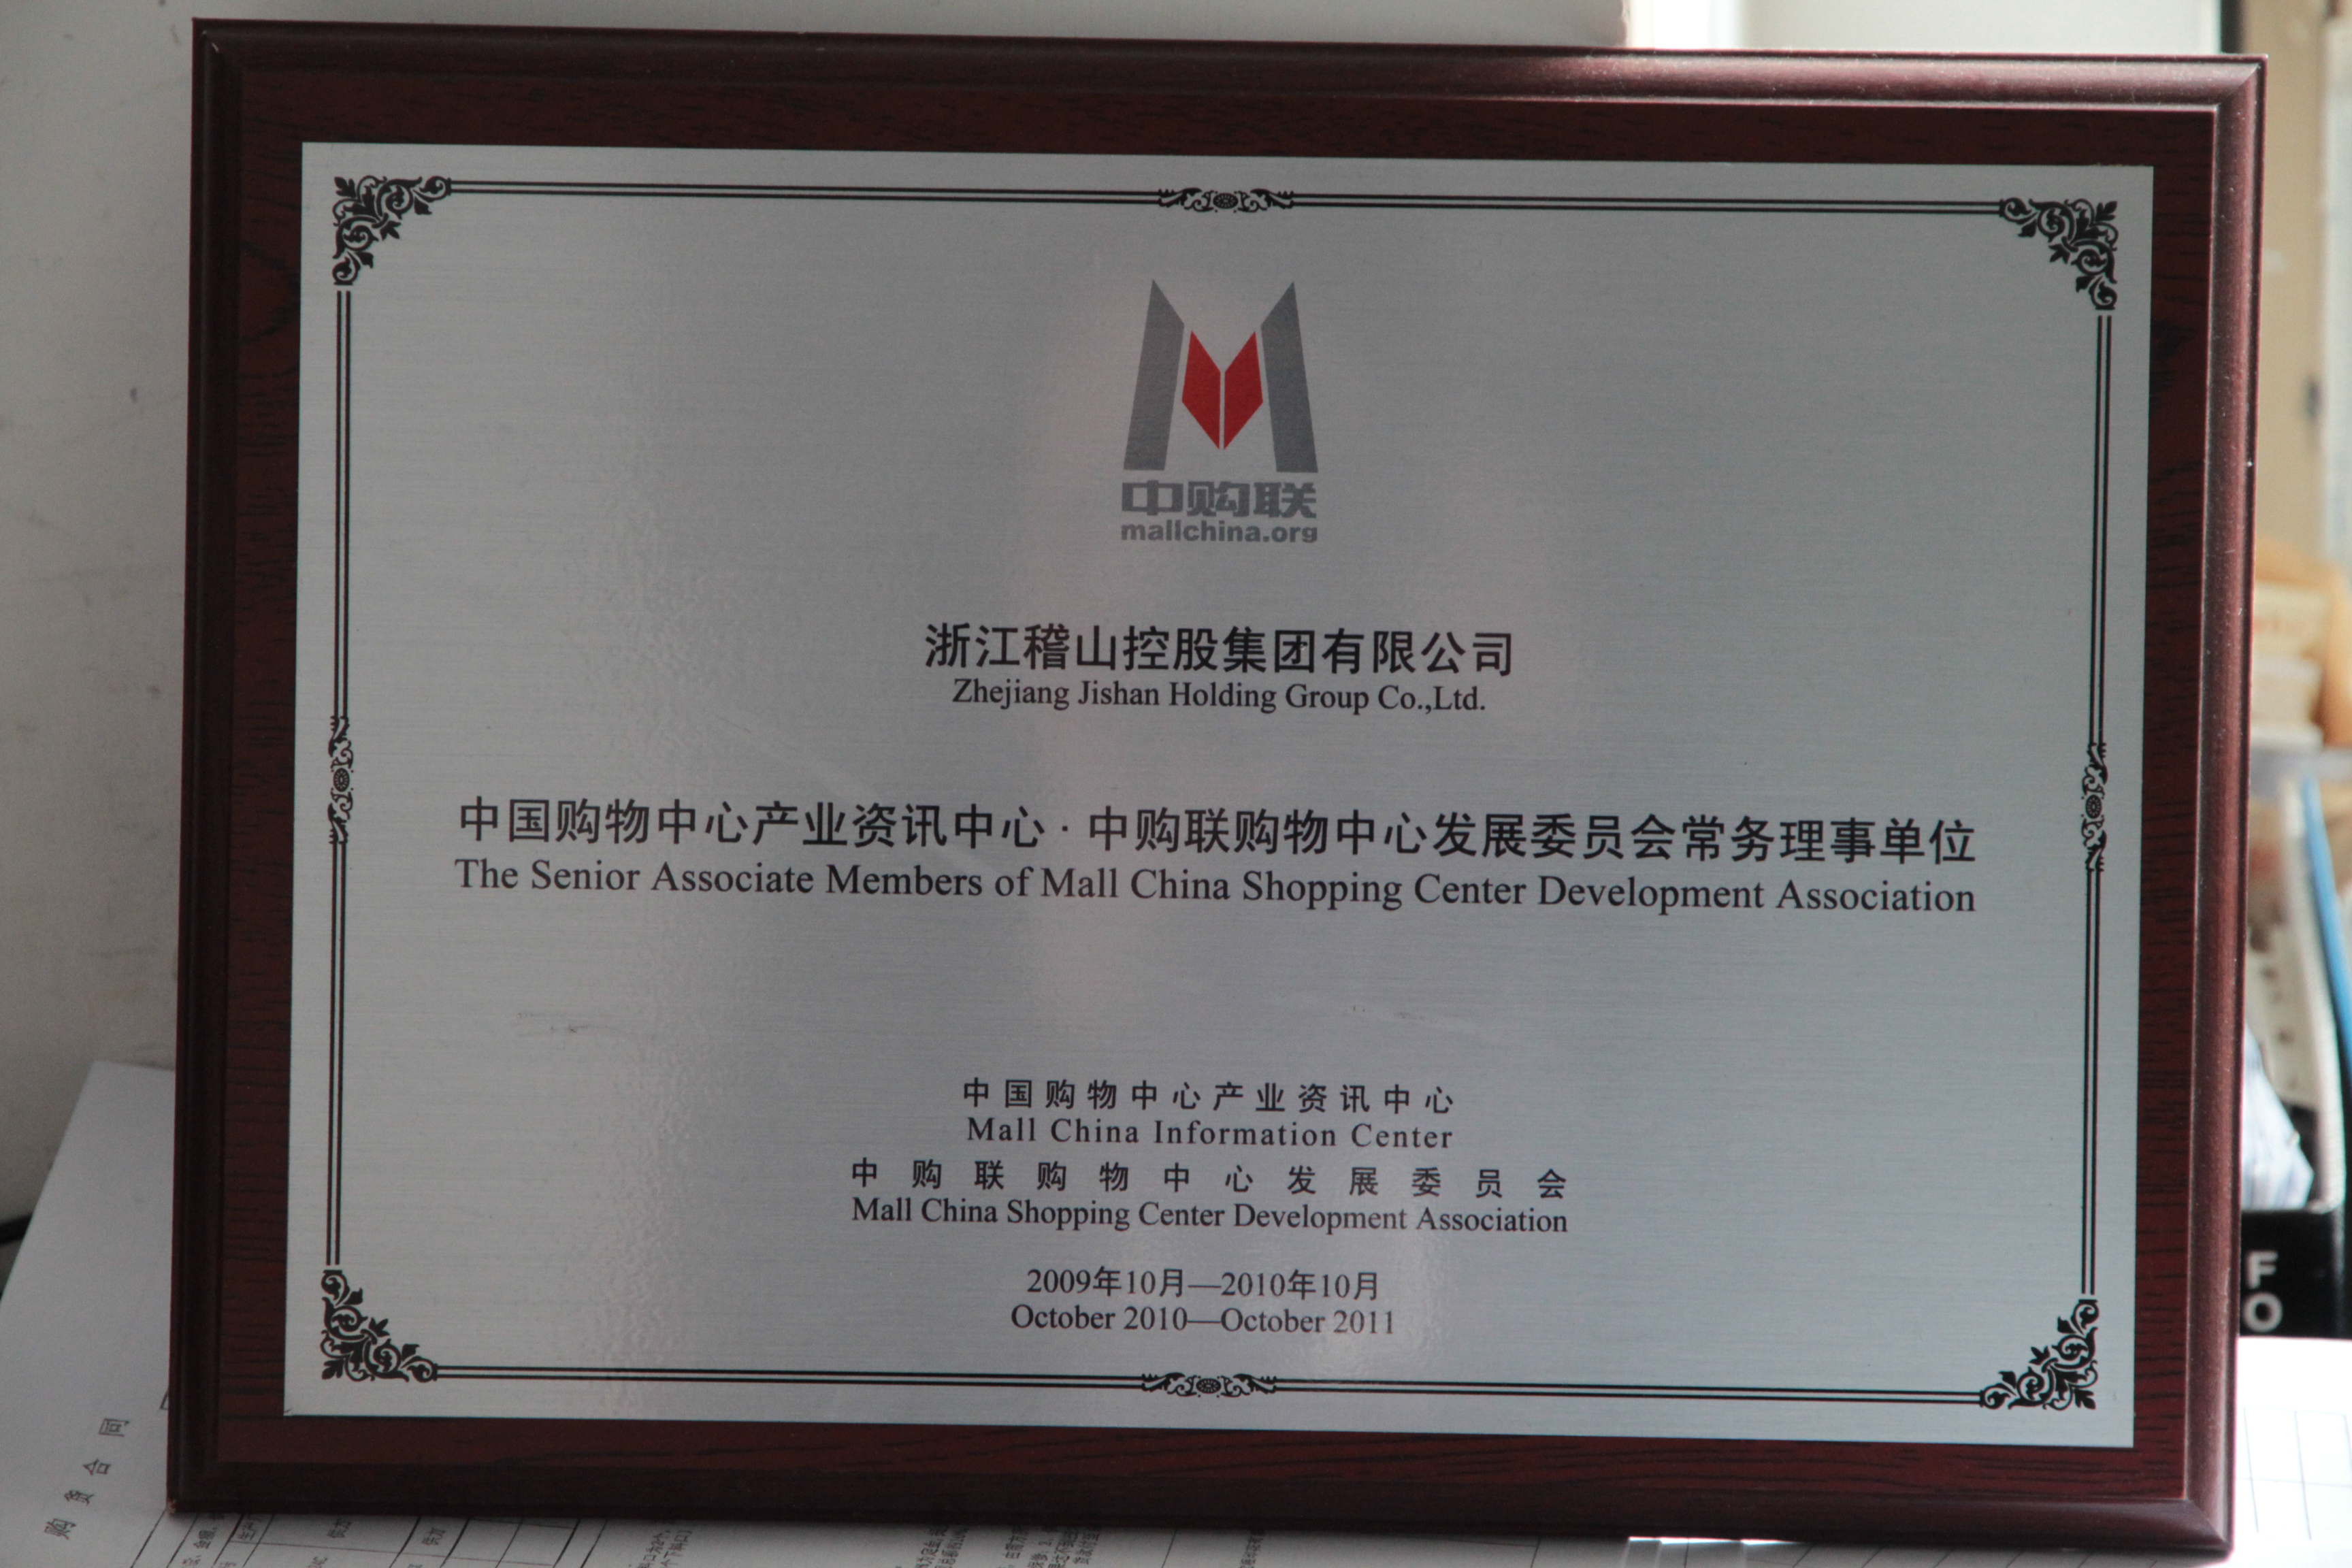 中购联
mallchina.org
浙江稽山控股集团有限公司
Zhejiang Jishan Holding Group Co.,Ltd.
中国购物中心产业资讯中心·中购联购物中心发展委员会常务理事单位
The Senior Associate Members of Mall China Shopping Center Development Association
中国购物中心产业资讯中心
Mall China Information Center
中购联购物中心发展委员会
Mall China Shopping Center Development Association
2009年10月—2010年10月
October 2010—October 2011
购货合同
F
O